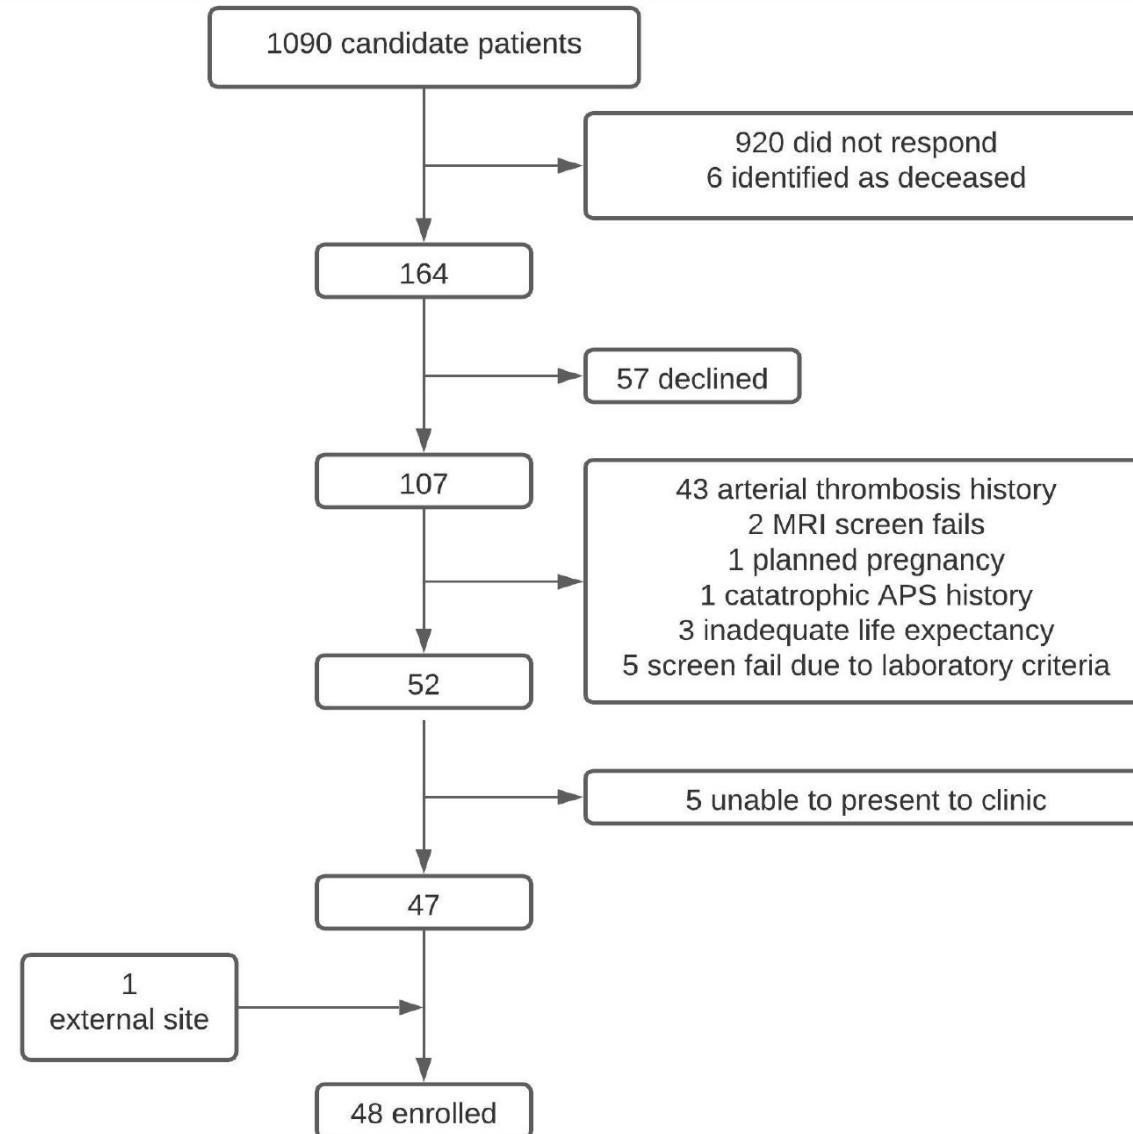 1090 candidate patients
920 did not respond
6 identified as deceased
164
57 declined
107
43 arterial thrombosis history
2 MRI screen fails
1 planned pregnancy
1 catatrophic APS history
3 inadequate life expectancy
5 screen fail due to laboratory criteria
52
5 unable to present to clinic
47
1
external site
48 enrolled